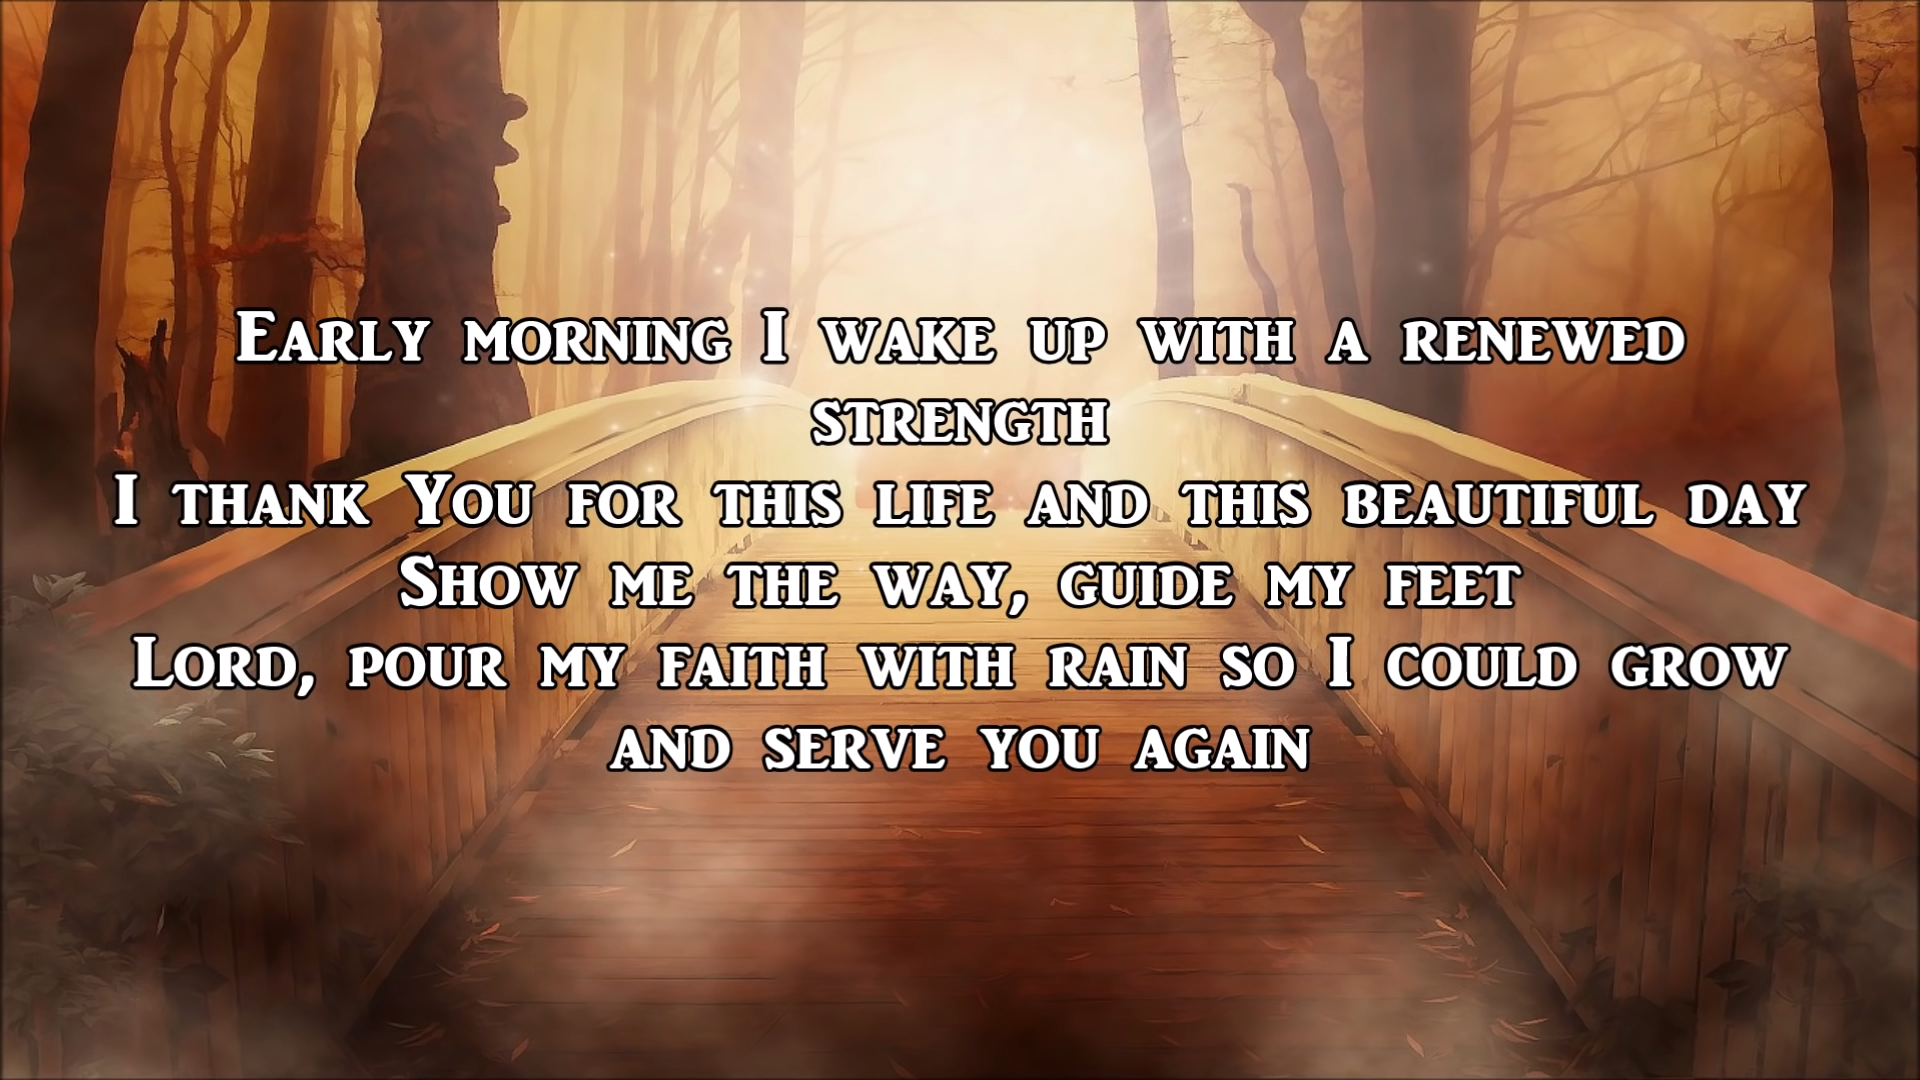 Early morning I wake up with a renewed
strength
I thank You for this life and this beautiful day
Show me the way, guide my feet
Lord, pour my faith with rain so I could grow
and serve you again